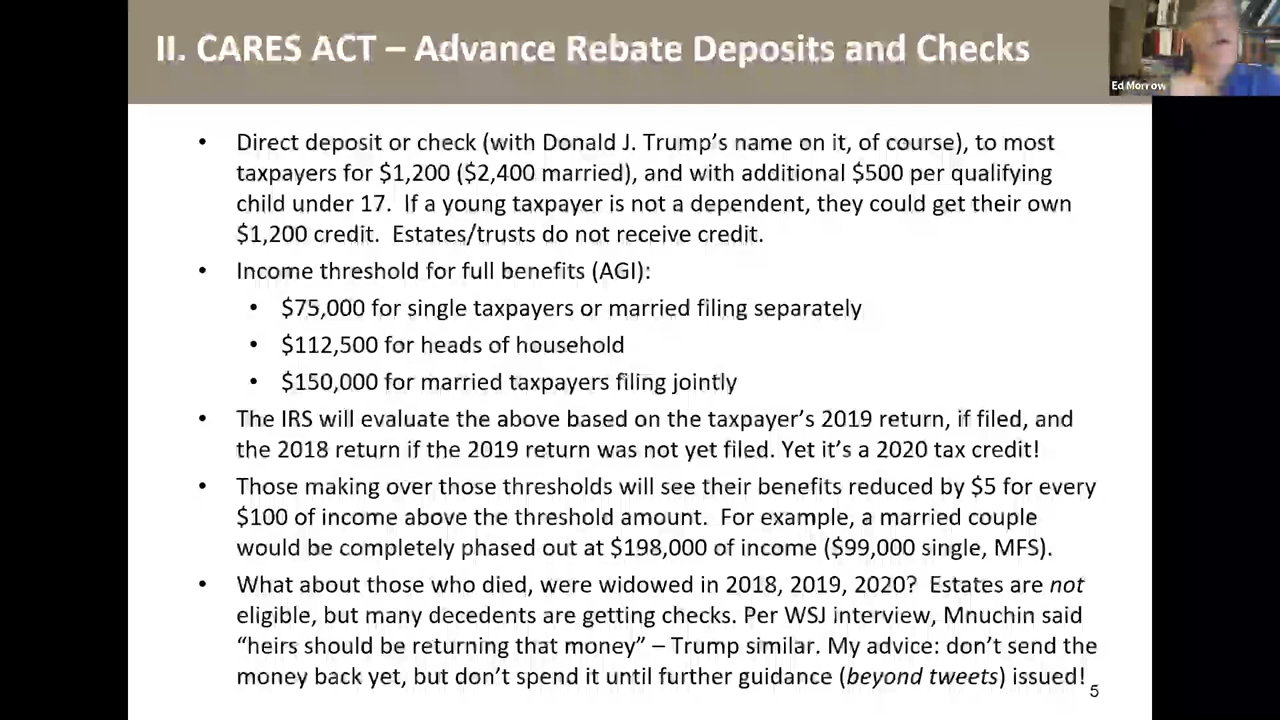 II. CARES ACT – Advance Rebate Deposits and Checks
Ed Morrow
• Direct deposit or check (with Donald J. Trump's name on it, of course), to most
taxpayers for $1,200 ($2,400 married), and with additional $500 per qualifying
child under 17.  If a young taxpayer is not a dependent, they could get their own
$1,200 credit.  Estates/trusts do not receive credit.
• Income threshold for full benefits (AGI):
• $75,000 for single taxpayers or married filing separately
• $112,500 for heads of household
• $150,000 for married taxpayers filing jointly
• The IRS will evaluate the above based on the taxpayer's 2019 return, if filed, and
the 2018 return if the 2019 return was not yet filed. Yet it's a 2020 tax credit!
• Those making over those thresholds will see their benefits reduced by $5 for every
$100 of income above the threshold amount.  For example, a married couple
would be completely phased out at $198,000 of income ($99,000 single, MFS).
• What about those who died, were widowed in 2018, 2019, 2020?  Estates are not
eligible, but many decedents are getting checks. Per WSJ interview, Mnuchin said
"heirs should be returning that money" – Trump similar. My advice: don't send the
money back yet, but don't spend it until further guidance (beyond tweets) issued!
5